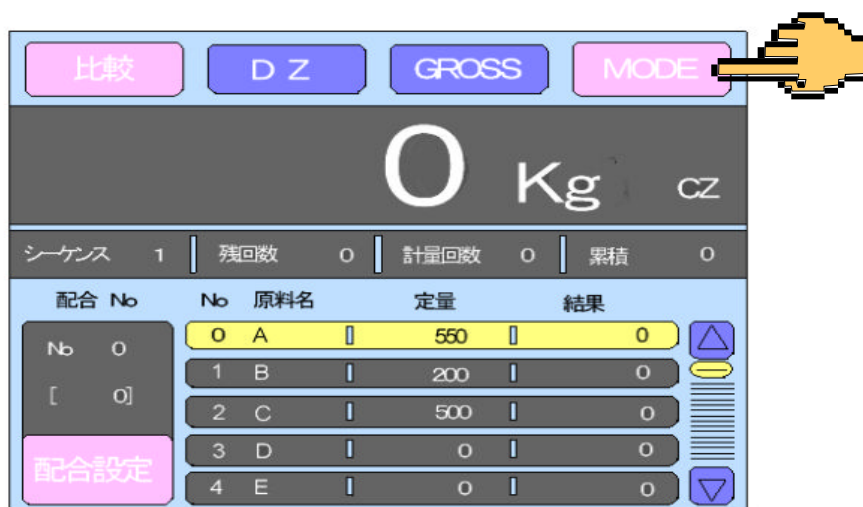 比較 DZ GROSS MODE
0 Kg CZ
シーケンス 1 残回数 0 計量回数 0 累積 0
配合 No No 原料名 定量 結果
0 A 550 0
No 0
1 B 200 0
[ 0]
2 C 500 0
3 D 0 0
配合設定
4 E 0 0